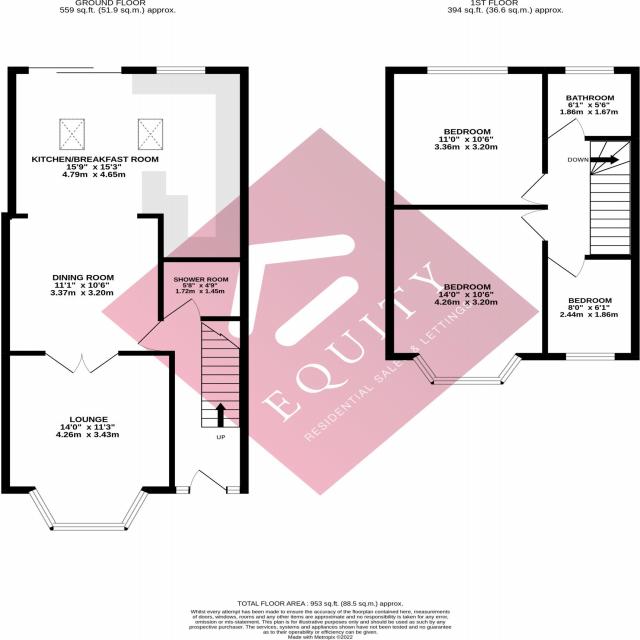 GROUND FLOOR
559 sq.ft. (51.9 sq.m.) approx.
1ST FLOOR
394 sq.ft. (36.6 sq.m.) approx.
KITCHEN/BREAKFAST ROOM
15'9" x 15'3"
4.79m x 4.65m
DINING ROOM
11'1" x 10'6"
3.37m x 3.20m
SHOWER ROOM
5'8" x 4'9"
1.72m x 1.45m
LOUNGE
14'0" x 11'3"
4.26m x 3.43m
UP
BEDROOM
11'0" x 10'6"
3.36m x 3.20m
BATHROOM
6'1" x 5'6"
1.86m x 1.67m
DOWN
BEDROOM
14'0" x 10'6"
4.26m x 3.20m
BEDROOM
8'0" x 6'1"
2.44m x 1.86m
EQUITY
RESIDENTIAL SALES & LETTINGS
TOTAL FLOOR AREA : 953 sq.ft. (88.5 sq.m.) approx.
Whilst every attempt has been made to ensure the accuracy of the floorplan contained here, measurements
of doors, windows, rooms and any other items are approximate and no responsibility is taken for any error,
omission or mis-statement. This plan is for illustrative purposes only and should be used as such by any
prospective purchaser. The services, systems and appliances shown have not been tested and no guarantee
as to their operability or efficiency can be given.
Made with Metropix ©2022